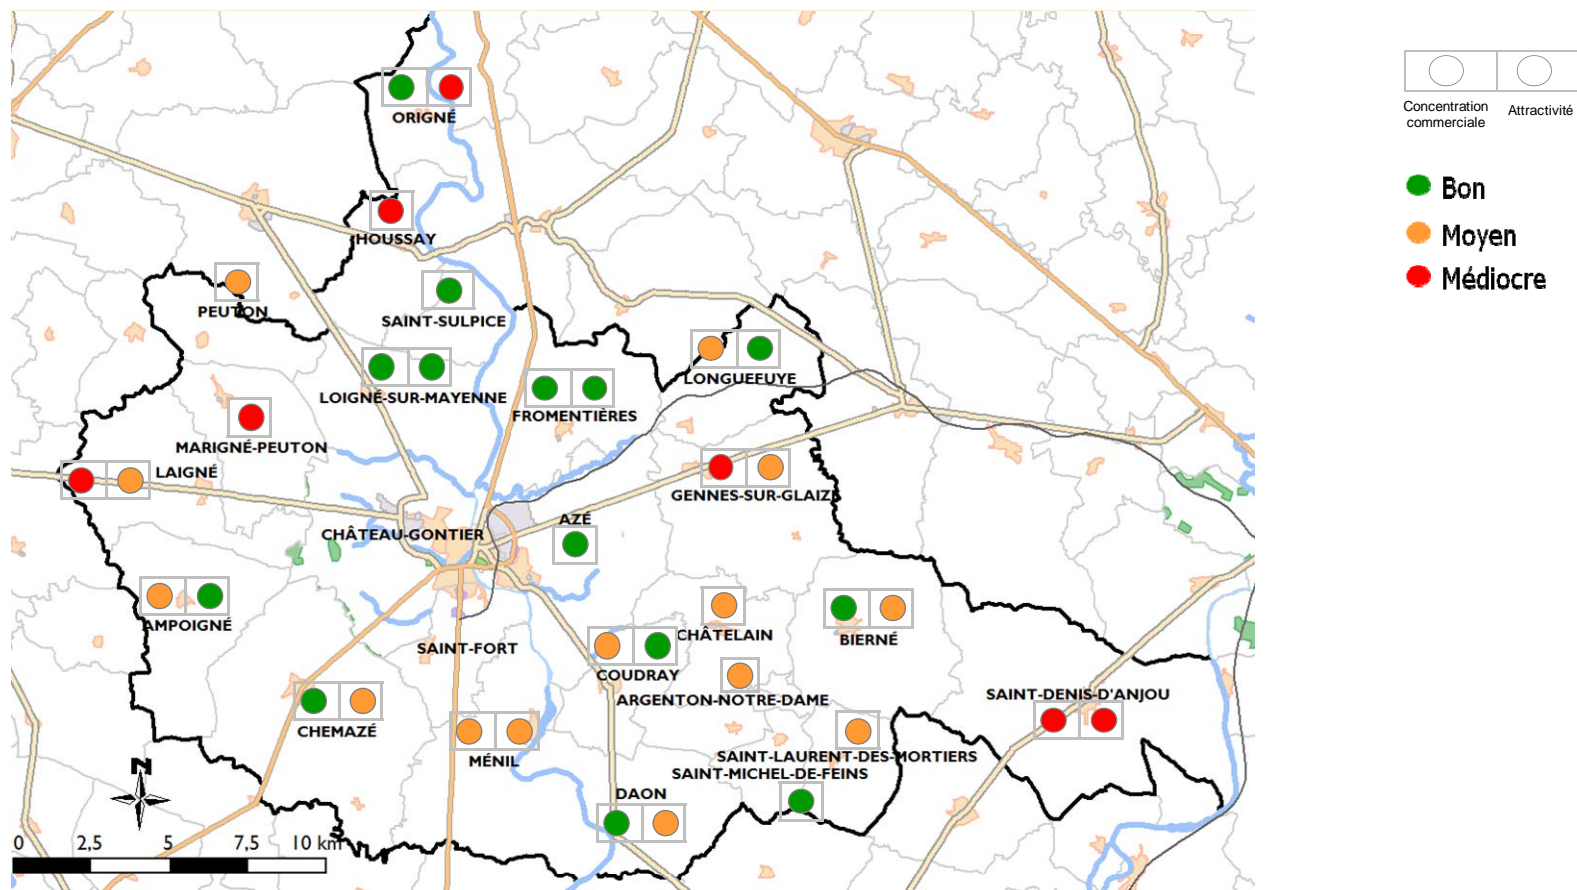 ORIGNÉ
Concentration
commerciale
Attractivité
Bon
Moyen
Médiocre
HOUSSAY
PEUTON
SAINT-SULPICE
LONGUEFUYE
LOIGNÉ-SUR-MAYENNE
FROMENTIÈRES
MARIGNÉ-PEUTON
LAIGNÉ
GENNES-SUR-GLAIZE
AZÉ
CHÂTEAU-GONTIER
AMPOIGNÉ
CHÂTELAIN
BIERNÉ
SAINT-FORT
COUDRAY
ARGENTON-NOTRE-DAME
SAINT-DENIS-D'ANJOU
CHEMAZÉ
MÉNIL
SAINT-LAURENT-DES-MORTIERS
SAINT-MICHEL-DE-FEINS
N
DAON
0 2,5 5 7,5 10 km